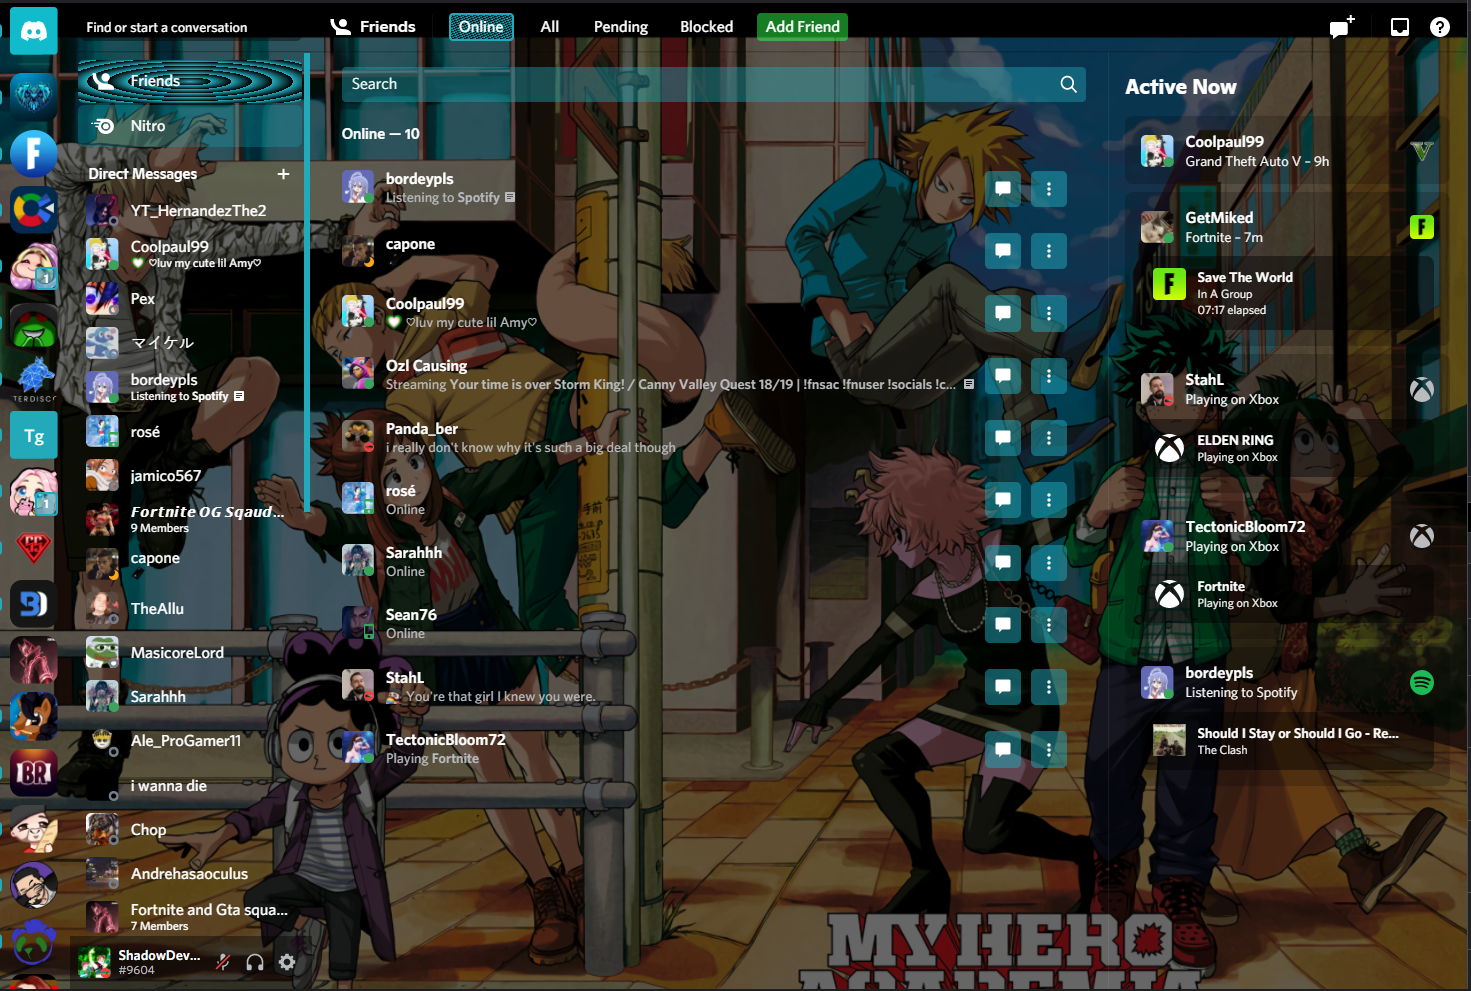 Find or start a conversation
Friends
Online
All
Pending
Blocked
Add Friend
Friends
Nitro
Direct Messages
YT_HernandezThe2
Coolpaul99
♡luv my cute lil Amy♡
Pex
マイケル
bordeypls
Listening to Spotify
rosé
jamico567
Fortnite OG Sqaud...
9 Members
capone
TheAllu
MasicoreLord
Sarahhh
Ale_ProGamer11
i wanna die
Chop
Andrehasaoculus
Fortnite and Gta squa...
7 Members
ShadowDev...
#9604
F
1
TERDISC
Tg
1
BR
Search
Online — 10
bordeypls
Listening to Spotify
capone
Coolpaul99
♡luv my cute lil Amy♡
Ozl Causing
Streaming Your time is over Storm King! / Canny Valley Quest 18/19 | !fnsac !fnuser !socials !c...
Panda_ber
i really don't know why it's such a big deal though
rosé
Online
Sarahhh
Online
Sean76
Online
StahL
You're that girl I knew you were.
TectonicBloom72
Playing Fortnite
Active Now
Coolpaul99
Grand Theft Auto V – 9h
V
GetMiked
Fortnite – 7m
F
F
Save The World
In A Group
07:17 elapsed
StahL
Playing on Xbox
ELDEN RING
Playing on Xbox
TectonicBloom72
Playing on Xbox
Fortnite
Playing on Xbox
bordeypls
Listening to Spotify
Should I Stay or Should I Go - Re...
The Clash
MY HERO
ACADEMIA